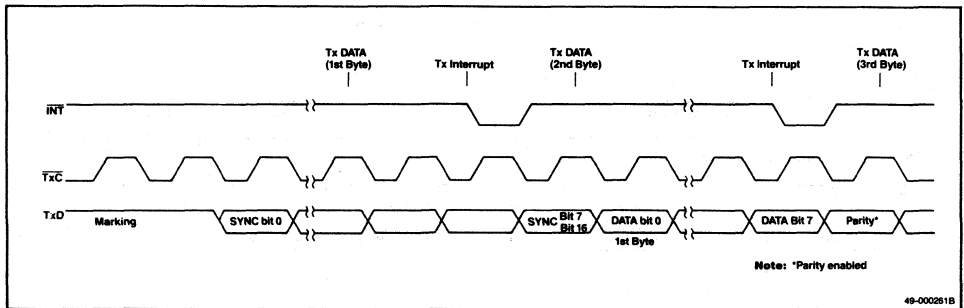 Tx DATA
(1st Byte)
Tx Interrupt
Tx DATA
(2nd Byte)
Tx Interrupt
Tx DATA
(3rd Byte)
INT
TxC
TxD
Marking
SYNC bit 0
SYNC Bit 7
Bit 16
DATA bit 0
1st Byte
DATA Bit 7
Parity*
Note: *Parity enabled
49-000261B